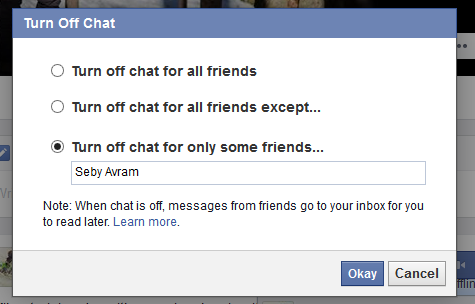 Turn Off Chat
Turn off chat for all friends
Turn off chat for all friends except...
Turn off chat for only some friends...
Seby Avram
Note: When chat is off, messages from friends go to your inbox for you
to read later. Learn more.
Okay
Cancel